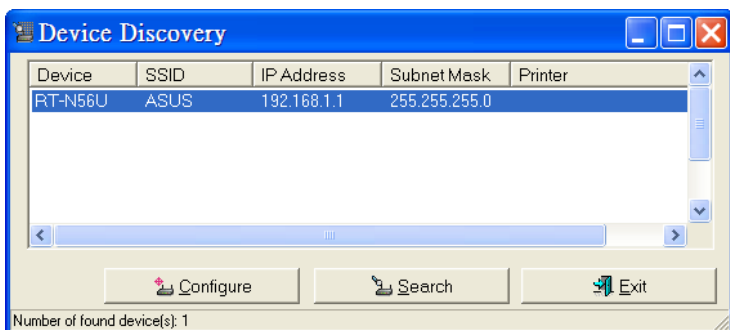 Device Discovery
Device SSID IP Address Subnet Mask Printer
RT-N56U ASUS 192.168.1.1 255.255.255.0
Configure Search Exit
Number of found device(s): 1